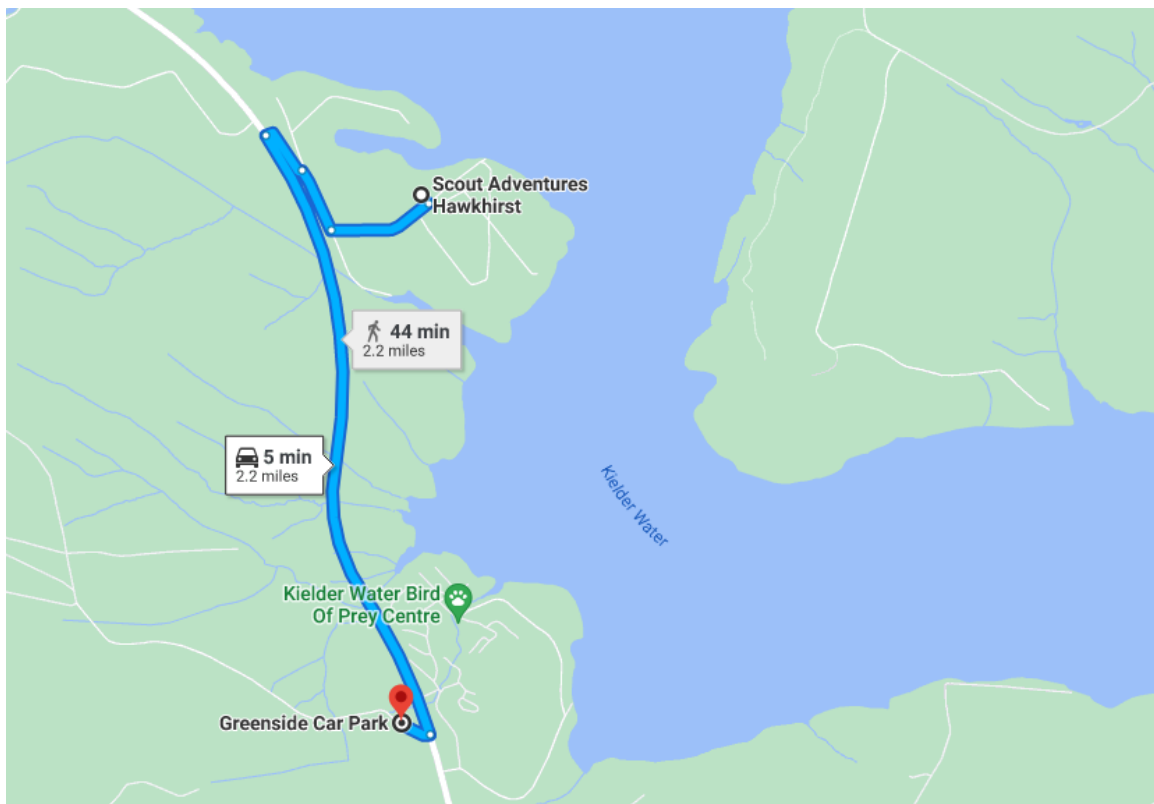 Scout Adventures
Hawkhirst
44 min
2.2 miles
5 min
2.2 miles
Kielder Water
Kielder Water Bird
Of Prey Centre
Greenside Car Park